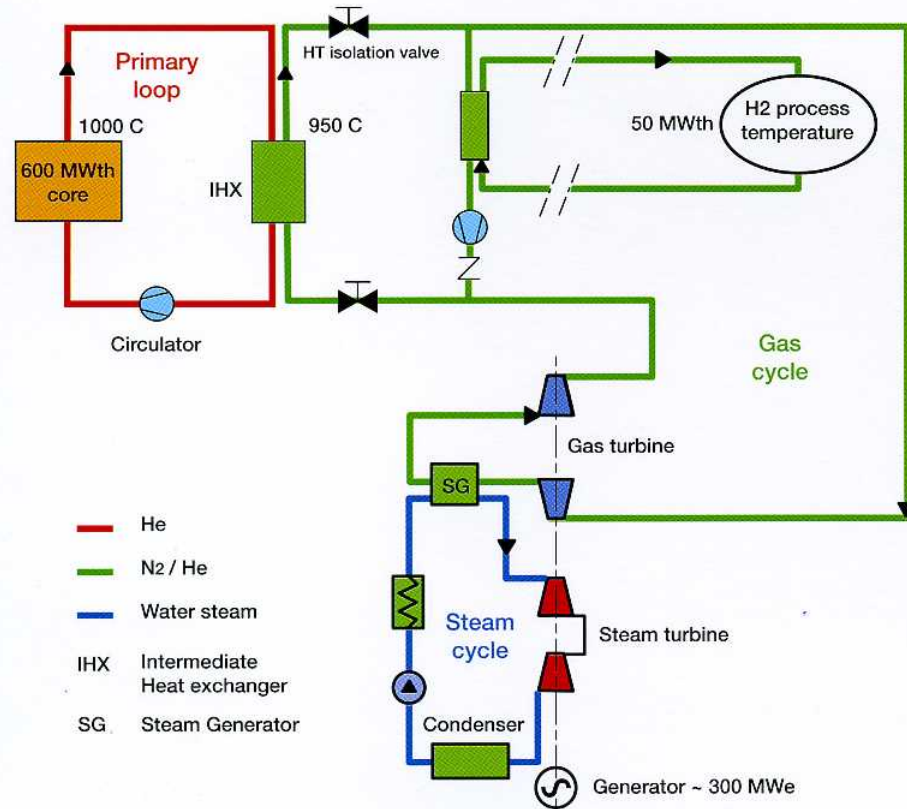 HT isolation valve
Primary
loop
1000 C
950 C
600 MWth
core
IHX
50 MWth
H2 process
temperature
Circulator
Gas
cycle
Gas turbine
SG
He
N2 / He
Water steam
IHX
Intermediate
Heat exchanger
SG
Steam Generator
Steam
cycle
Steam turbine
Condenser
Generator ~ 300 MWe